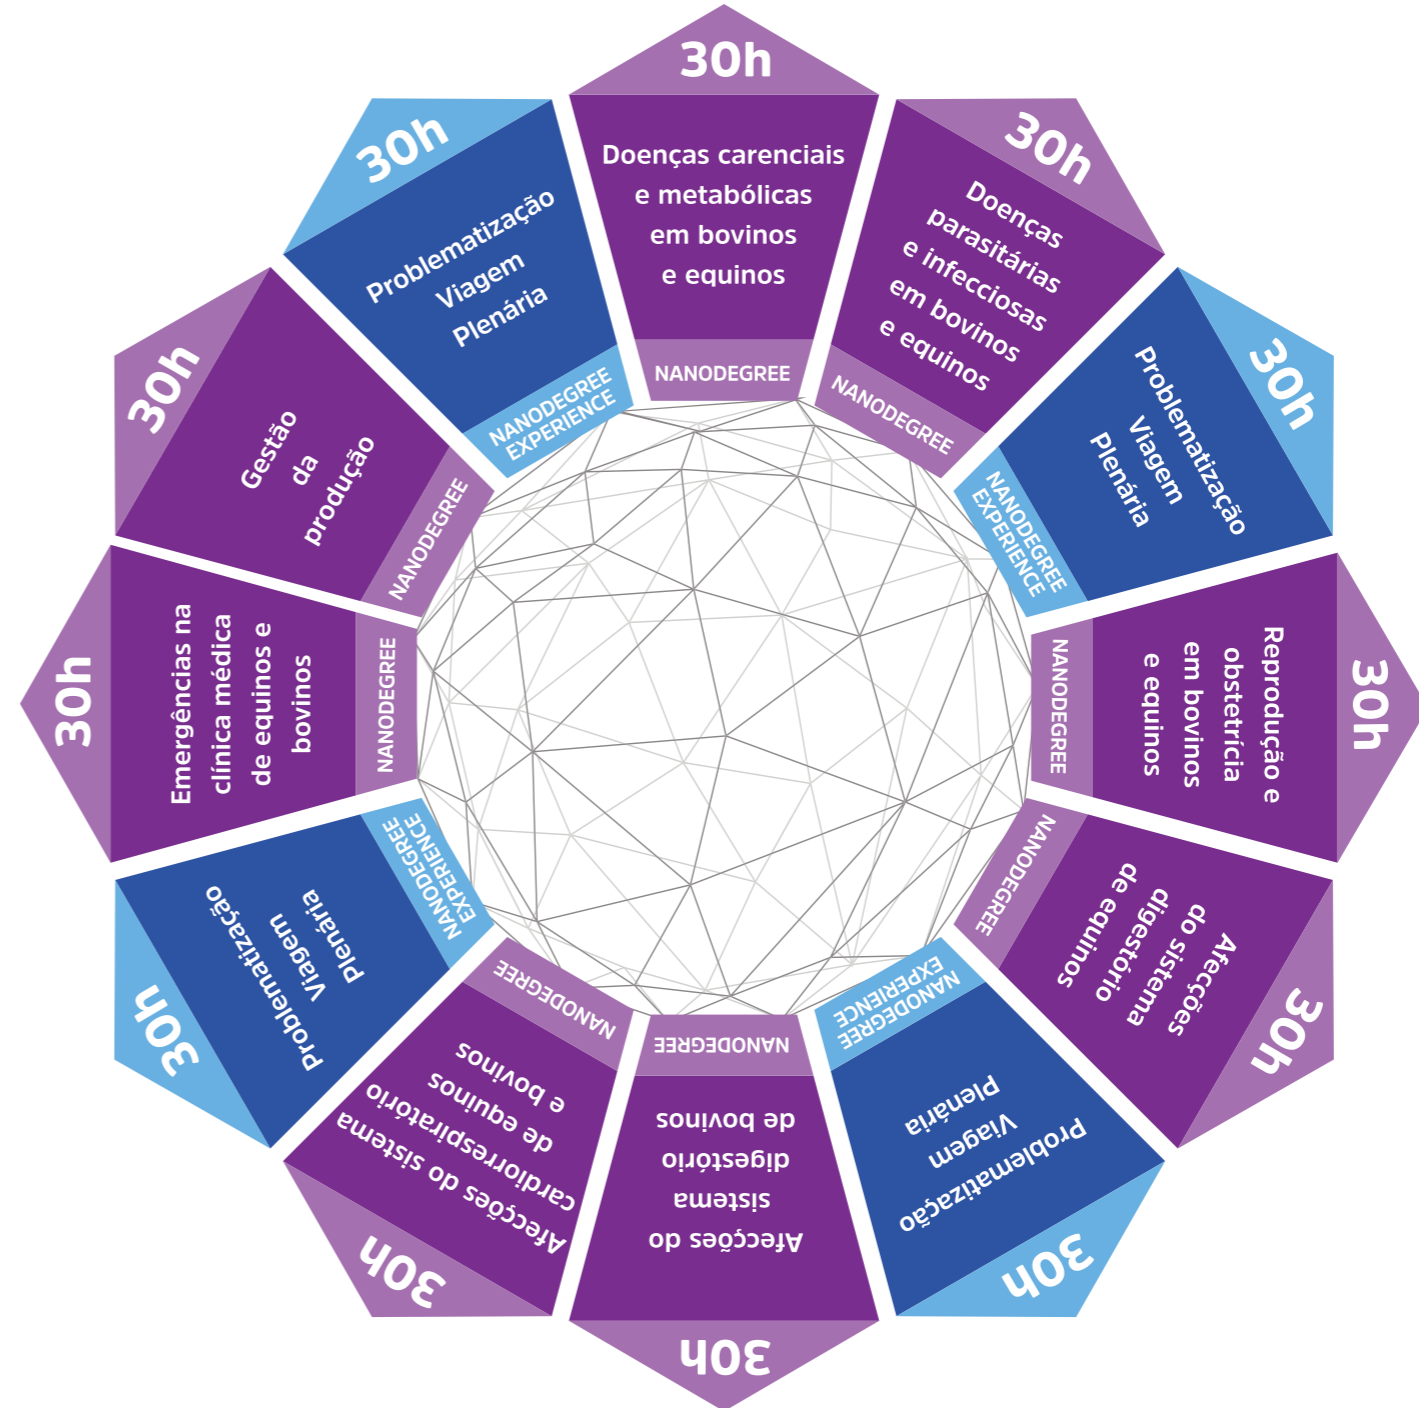 30h
Doenças carenciais
e metabólicas
em bovinos
e equinos
NANODEGREE
30h
Doenças
parasitárias
e infecciosas
em bovinos
e equinos
NANODEGREE
30h
Problematização
Viagem
Plenária
NANODEGREE
EXPERIENCE
30h
Reprodução e
obstetrícia
em bovinos
e equinos
NANODEGREE
30h
Afecções
do sistema
digestório
de equinos
NANODEGREE
30h
Problematização
Viagem
Plenária
NANODEGREE
EXPERIENCE
30h
Afecções do
sistema
digestório
de bovinos
NANODEGREE
30h
Afecções do sistema
cardiorrespiratório
de equinos
e bovinos
NANODEGREE
30h
Problematização
Viagem
Plenária
NANODEGREE
EXPERIENCE
30h
Emergências na
clínica médica
de equinos e
bovinos
NANODEGREE
30h
Gestão
da
produção
NANODEGREE
30h
Problematização
Viagem
Plenária
NANODEGREE
EXPERIENCE